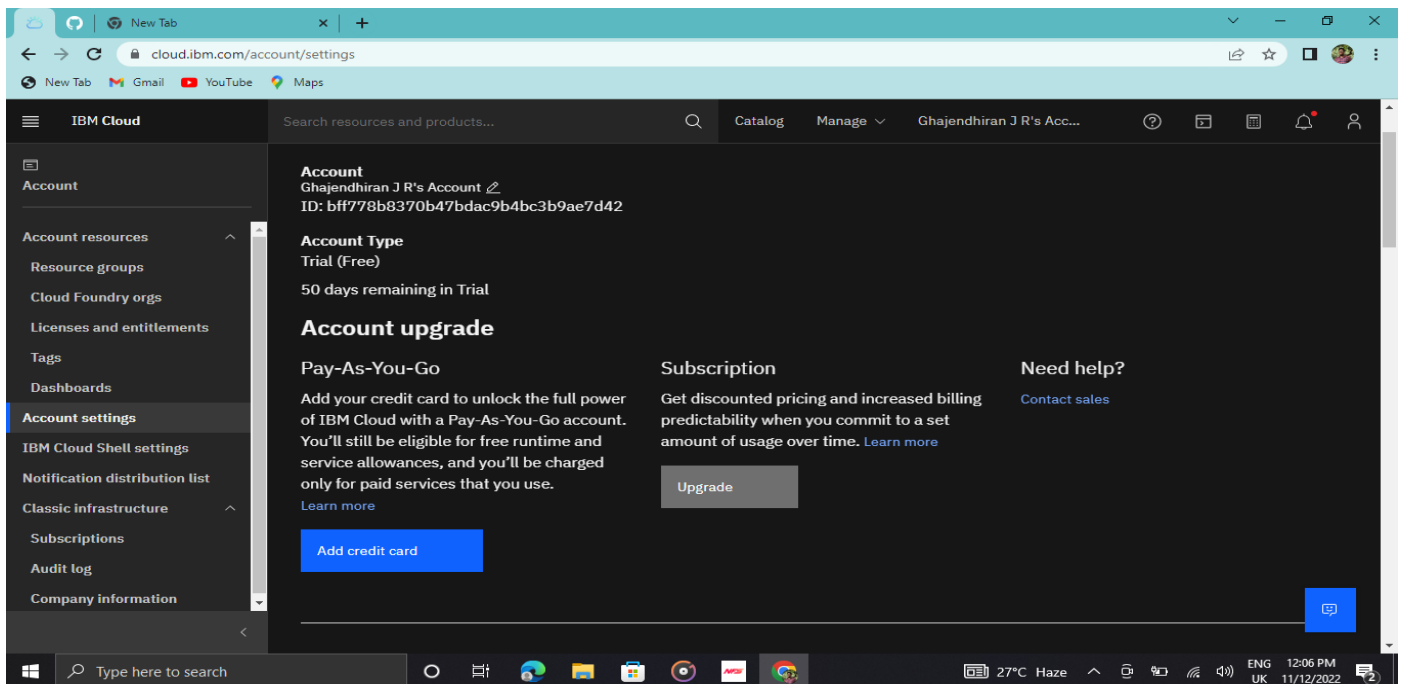 New Tab
cloud.ibm.com/account/settings
New Tab Gmail YouTube Maps
IBM Cloud
Search resources and products...
Catalog
Manage
Ghajendhiran J R's Acc...
Account
Account resources
Resource groups
Cloud Foundry orgs
Licenses and entitlements
Tags
Dashboards
Account settings
IBM Cloud Shell settings
Notification distribution list
Classic infrastructure
Subscriptions
Audit log
Company information
Account
Ghajendhiran J R's Account
ID: bff778b8370b47bdac9b4bc3b9ae7d42
Account Type
Trial (Free)
50 days remaining in Trial
Account upgrade
Pay-As-You-Go
Add your credit card to unlock the full power
of IBM Cloud with a Pay-As-You-Go account.
You'll still be eligible for free runtime and
service allowances, and you'll be charged
only for paid services that you use.
Learn more
Add credit card
Subscription
Get discounted pricing and increased billing
predictability when you commit to a set
amount of usage over time. Learn more
Upgrade
Need help?
Contact sales
Type here to search
27°C Haze
ENG
UK
12:06 PM
11/12/2022
2